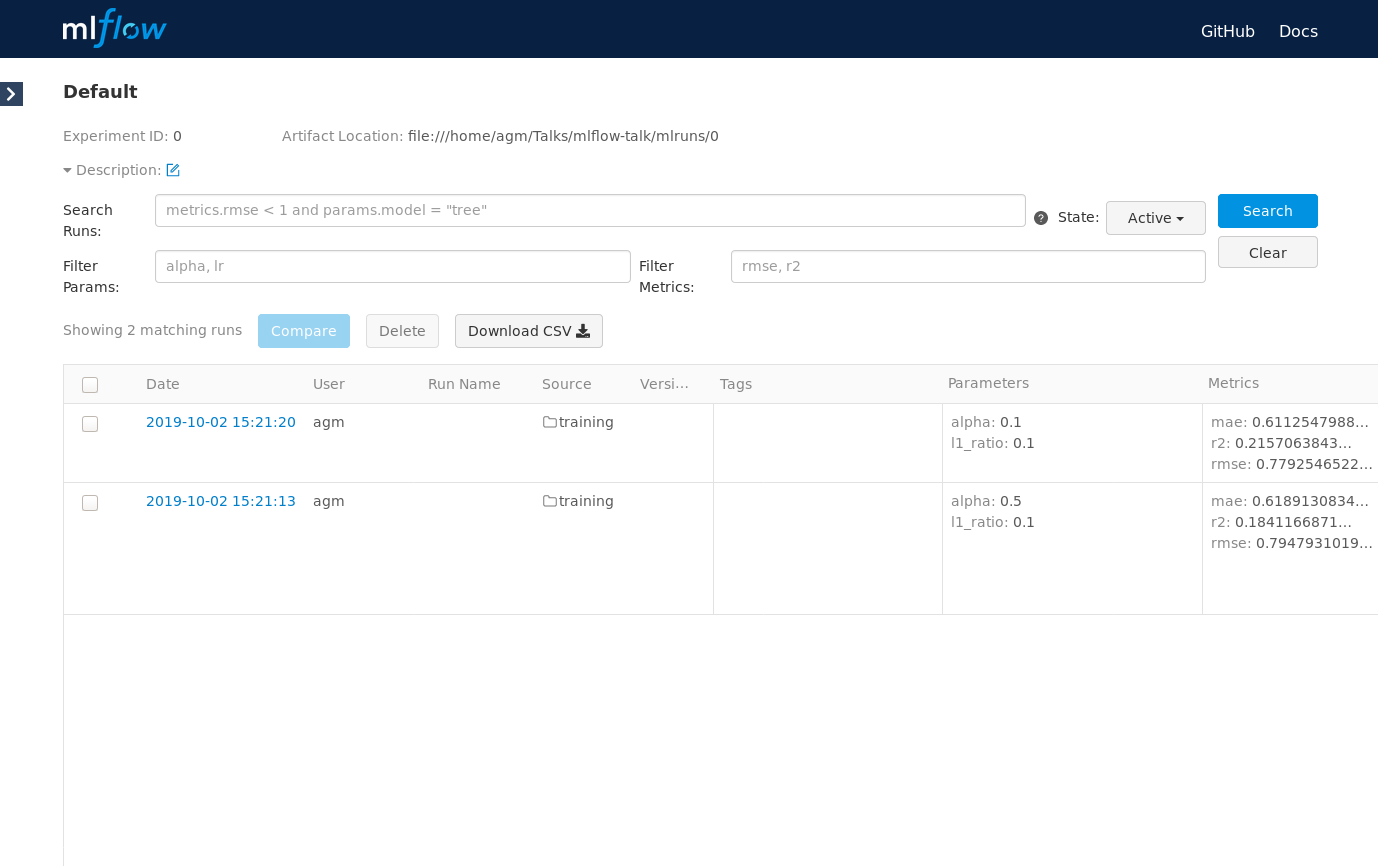 mlflow
GitHub Docs
Default
Experiment ID: 0 Artifact Location: file:///home/agm/Talks/mlflow-talk/mlruns/0
Description:
Search Runs: metrics.rmse < 1 and params.model = "tree" ? State: Active Search
Filter Params: alpha, lr Filter Metrics: rmse, r2 Clear
Showing 2 matching runs Compare Delete Download CSV
Date User Run Name Source Versi... Tags Parameters Metrics
2019-10-02 15:21:20 agm training alpha: 0.1 mae: 0.6112547988...
l1_ratio: 0.1 r2: 0.2157063843...
rmse: 0.7792546522...
2019-10-02 15:21:13 agm training alpha: 0.5 mae: 0.6189130834...
l1_ratio: 0.1 r2: 0.1841166871...
rmse: 0.7947931019...